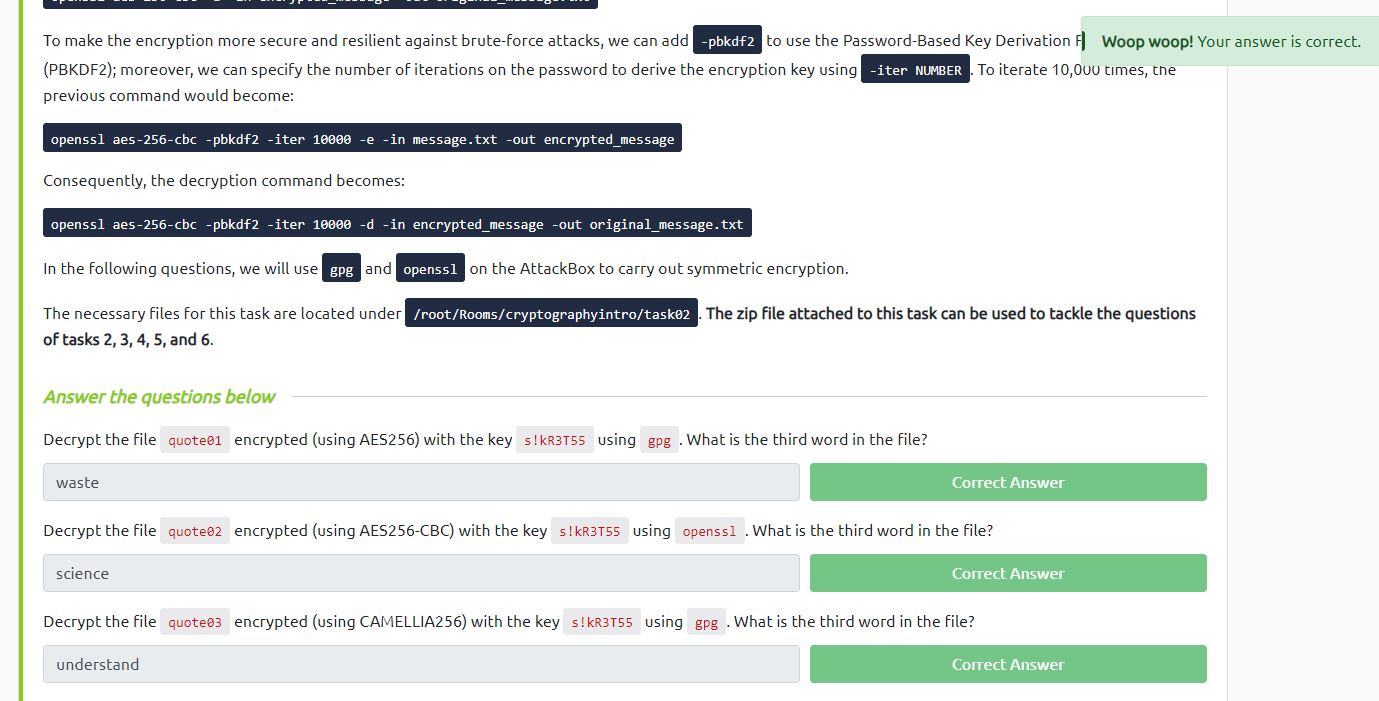 openssl aes-256-cbc -d -in encrypted_message -out original_message.txt
To make the encryption more secure and resilient against brute-force attacks, we can add -pbkdf2 to use the Password-Based Key Derivation F
Woop woop! Your answer is correct.
(PBKDF2); moreover, we can specify the number of iterations on the password to derive the encryption key using -iter NUMBER. To iterate 10,000 times, the
previous command would become:
openssl aes-256-cbc -pbkdf2 -iter 10000 -e -in message.txt -out encrypted_message
Consequently, the decryption command becomes:
openssl aes-256-cbc -pbkdf2 -iter 10000 -d -in encrypted_message -out original_message.txt
In the following questions, we will use gpg and openssl on the AttackBox to carry out symmetric encryption.
The necessary files for this task are located under /root/Rooms/cryptographyintro/task02. The zip file attached to this task can be used to tackle the questions
of tasks 2, 3, 4, 5, and 6.
Answer the questions below
Decrypt the file quote01 encrypted (using AES256) with the key s!kR3T55 using gpg. What is the third word in the file?
waste
Correct Answer
Decrypt the file quote02 encrypted (using AES256-CBC) with the key s!kR3T55 using openssl. What is the third word in the file?
science
Correct Answer
Decrypt the file quote03 encrypted (using CAMELLIA256) with the key s!kR3T55 using gpg. What is the third word in the file?
understand
Correct Answer